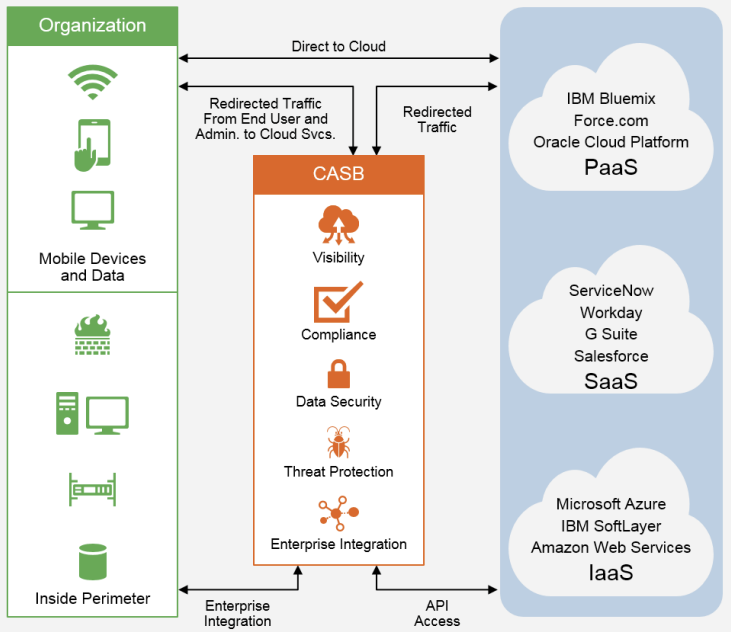 Organization
Mobile Devices
and Data
Inside Perimeter
Direct to Cloud
Redirected Traffic
From End User and
Admin. to Cloud Svcs.
Redirected
Traffic
CASB
Visibility
Compliance
Data Security
Threat Protection
Enterprise Integration
Enterprise
Integration
API
Access
IBM Bluemix
Force.com
Oracle Cloud Platform
PaaS
ServiceNow
Workday
G Suite
Salesforce
SaaS
Microsoft Azure
IBM SoftLayer
Amazon Web Services
IaaS